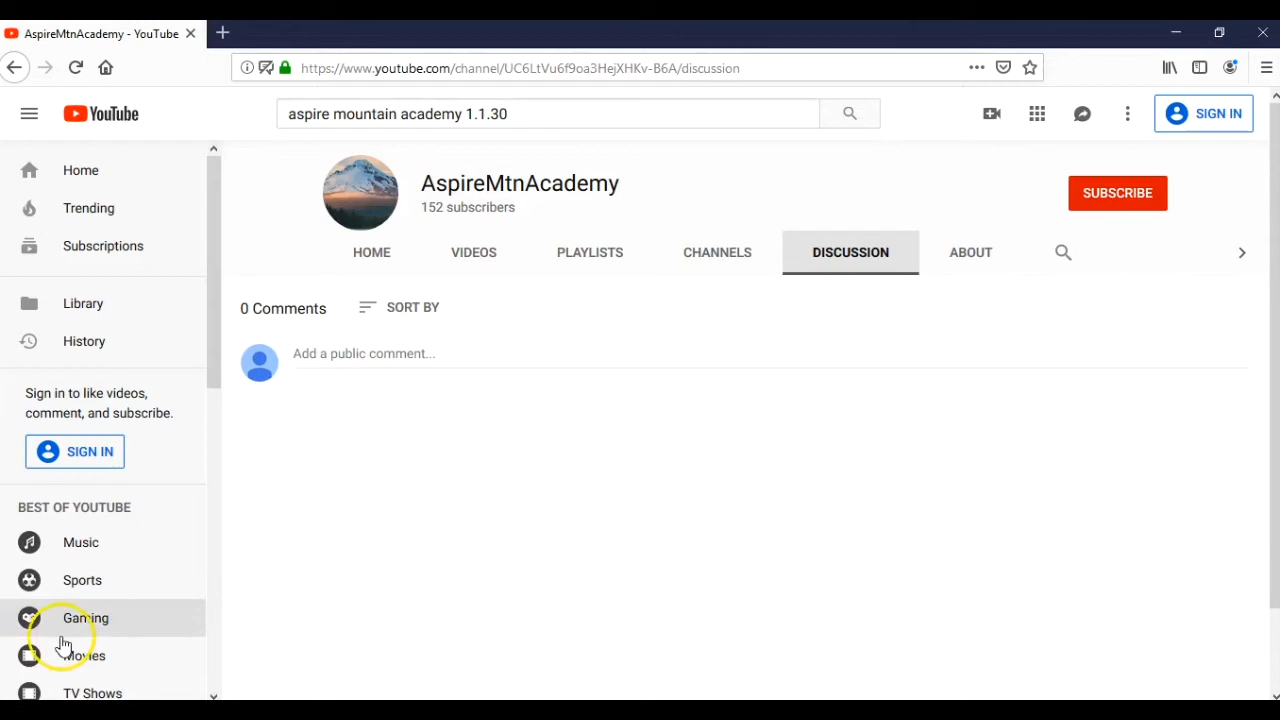 AspireMtnAcademy - YouTube
https://www.youtube.com/channel/UC6LtVu6f9oa3HejXHKv-B6A/discussion
YouTube
aspire mountain academy 1.1.30
SIGN IN
Home
Trending
Subscriptions
Library
History
Sign in to like videos,
comment, and subscribe.
SIGN IN
BEST OF YOUTUBE
Music
Sports
Gaming
Movies
TV Shows
AspireMtnAcademy
152 subscribers
SUBSCRIBE
HOME VIDEOS PLAYLISTS CHANNELS DISCUSSION ABOUT
0 Comments SORT BY
Add a public comment...